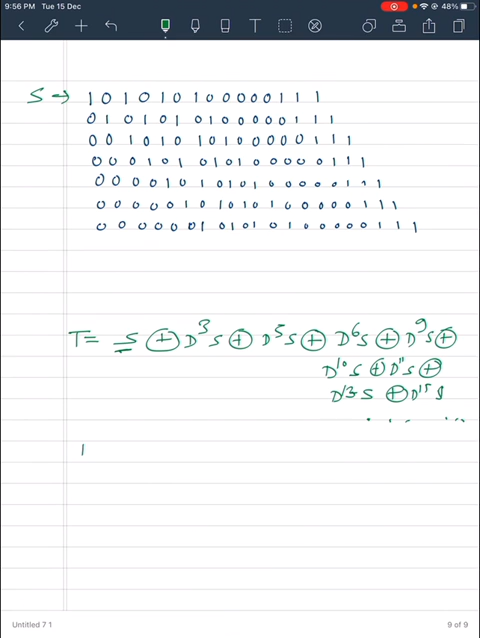 9:56 PM Tue 15 Dec 48%
S → 1 0 1 0 1 0 1 0 0 0 0 0 1 1 1
0 1 0 1 0 1 0 1 0 0 0 0 0 1 1 1
0 0 1 0 1 0 1 0 1 0 0 0 0 0 1 1 1
0 0 0 1 0 1 0 1 0 1 0 0 0 0 0 1 1 1
0 0 0 0 1 0 1 0 1 0 1 0 0 0 0 0 1 1 1
0 0 0 0 0 1 0 1 0 1 0 1 0 0 0 0 0 1 1 1
0 0 0 0 0 0 1 0 1 0 1 0 1 0 0 0 0 0 1 1 1
T = S ⊕ D³S ⊕ D⁵S ⊕ D⁶S ⊕ D⁹S ⊕
D¹⁰S ⊕ D¹¹S ⊕
D¹³S ⊕ D¹⁵S
1
Untitled 7 1 9 of 9